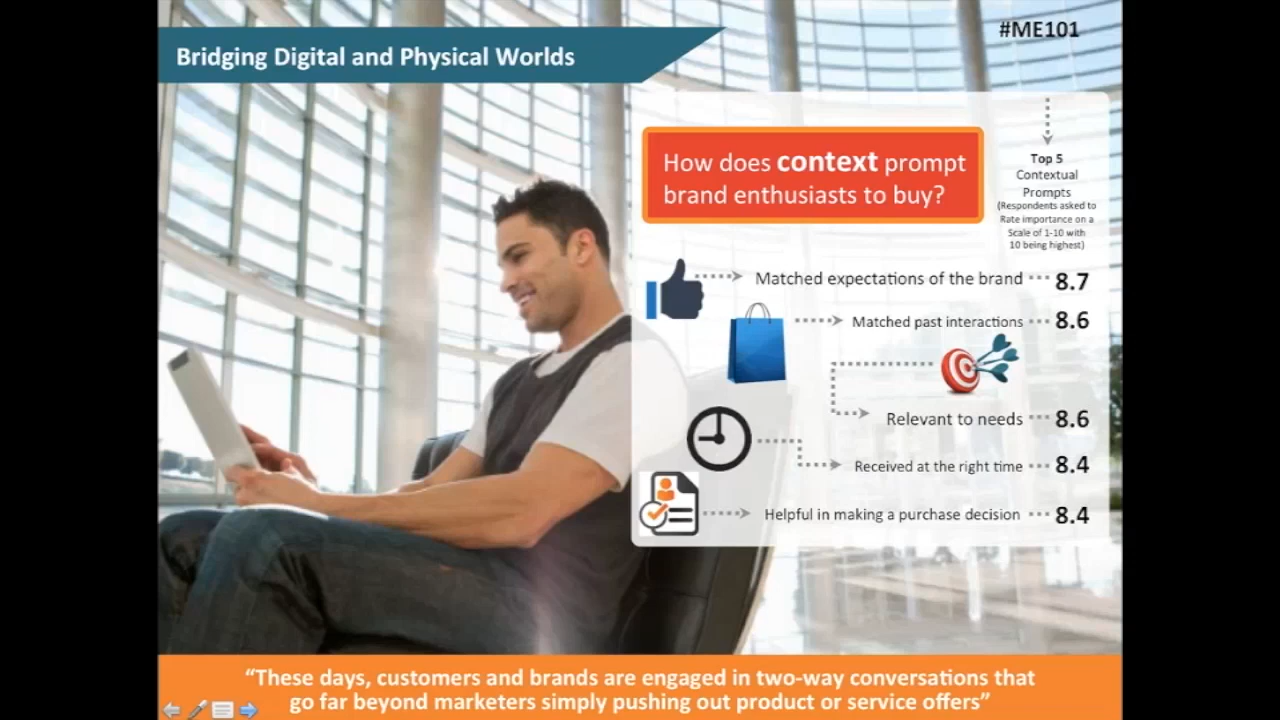 #ME101
Bridging Digital and Physical Worlds
How does context prompt
brand enthusiasts to buy?
Top 5
Contextual
Prompts
(Respondents asked to
Rate importance on a
Scale of 1-10 with
10 being highest)
Matched expectations of the brand 8.7
Matched past interactions 8.6
Relevant to needs 8.6
Received at the right time 8.4
Helpful in making a purchase decision 8.4
“These days, customers and brands are engaged in two-way conversations that
go far beyond marketers simply pushing out product or service offers”